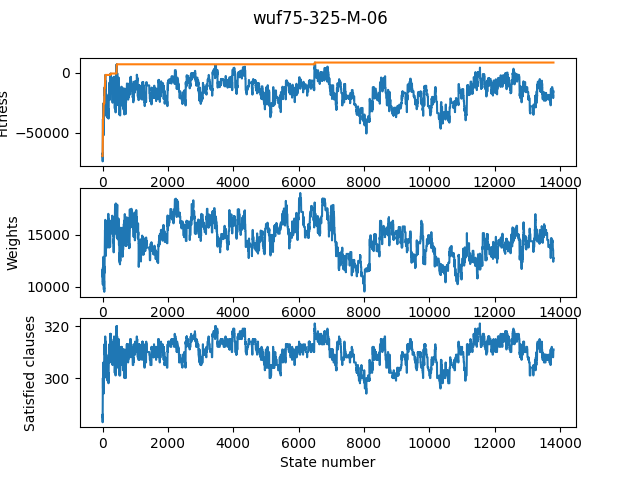 wuf75-325-M-06
0
−50000
Fitness
0 2000 4000 6000 8000 10000 12000 14000
15000
10000
Weights
0 2000 4000 6000 8000 10000 12000 14000
320
300
Satisfied clauses
0 2000 4000 6000 8000 10000 12000 14000
State number